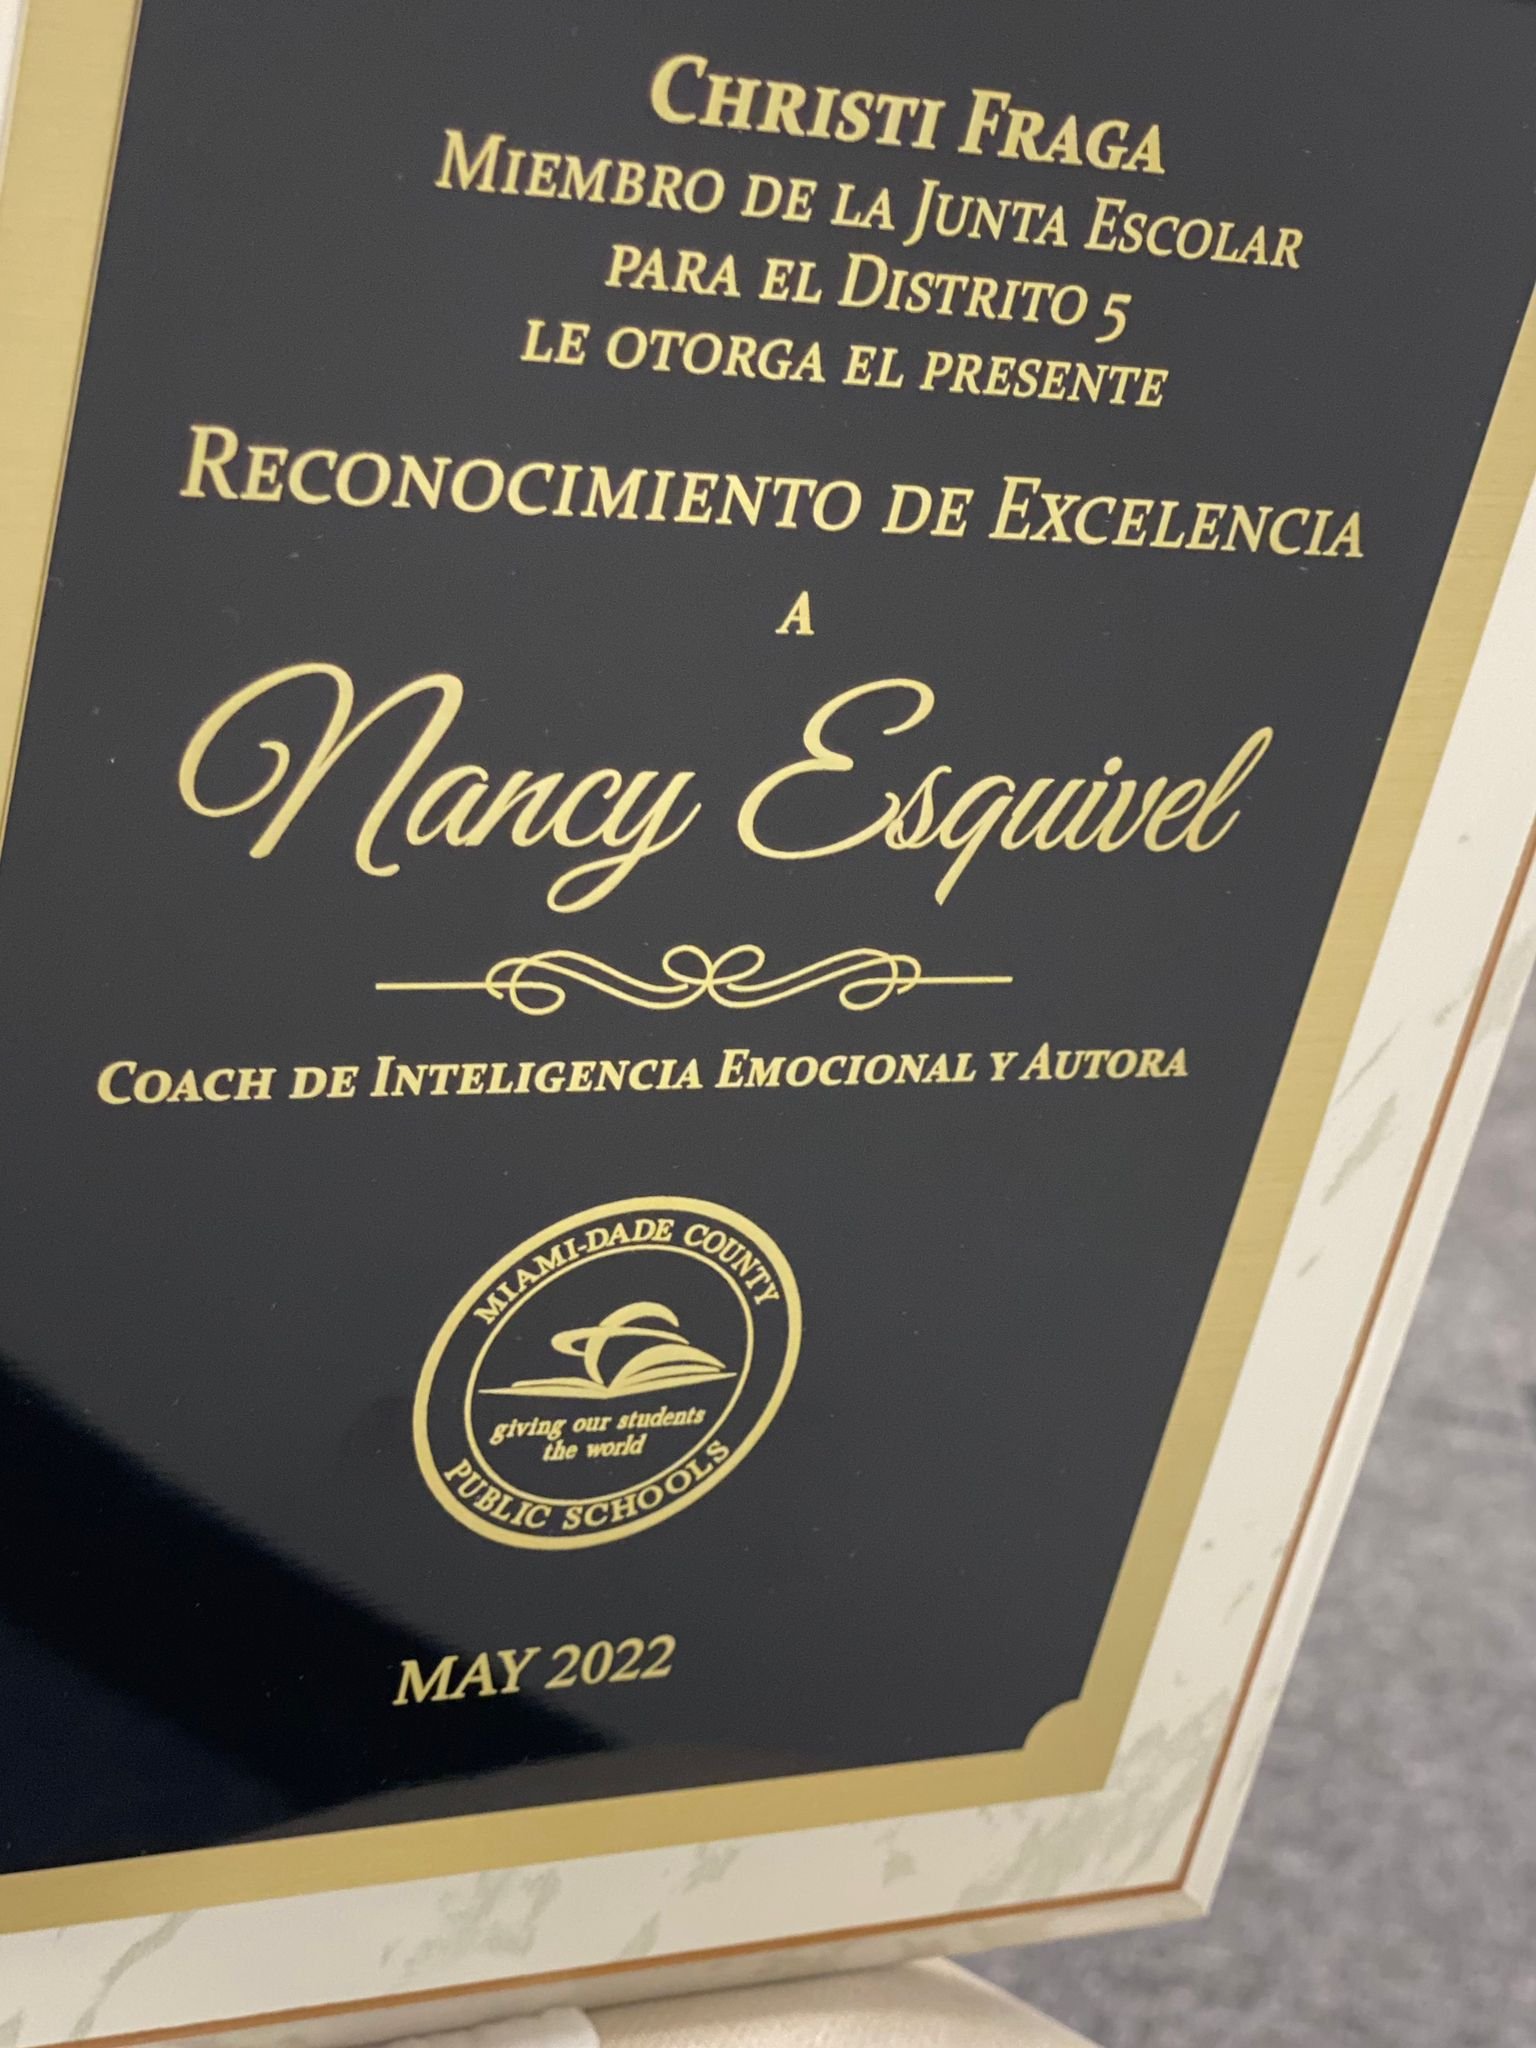 CHRISTI FRAGA
MIEMBRO DE LA JUNTA ESCOLAR
PARA EL DISTRITO 5
LE OTORGA EL PRESENTE
RECONOCIMIENTO DE EXCELENCIA
A
Nancy Esquivel
COACH DE INTELIGENCIA EMOCIONAL Y AUTORA
MIAMI-DADE COUNTY
giving our students
the world
PUBLIC SCHOOLS
MAY 2022